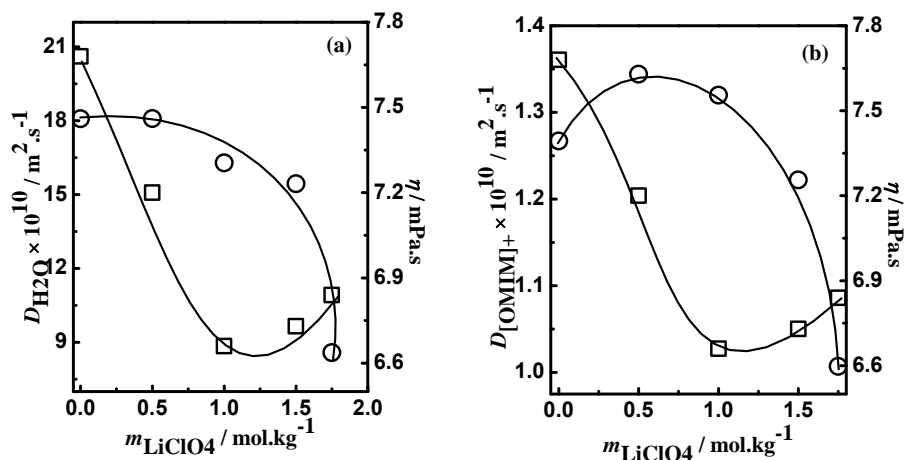 (a)
21
18
15
12
9
D_H2O × 10^10 / m^2.s^-1
7.8
7.5
7.2
6.9
6.6
η / mPa.s
0.0 0.5 1.0 1.5 2.0
m_LiClO4 / mol.kg^-1
(b)
1.4
1.3
1.2
1.1
1.0
D_[OMIM]+ × 10^10 / m^2.s^-1
7.8
7.5
7.2
6.9
6.6
η / mPa.s
0.0 0.5 1.0 1.5
m_LiClO4 / mol.kg^-1